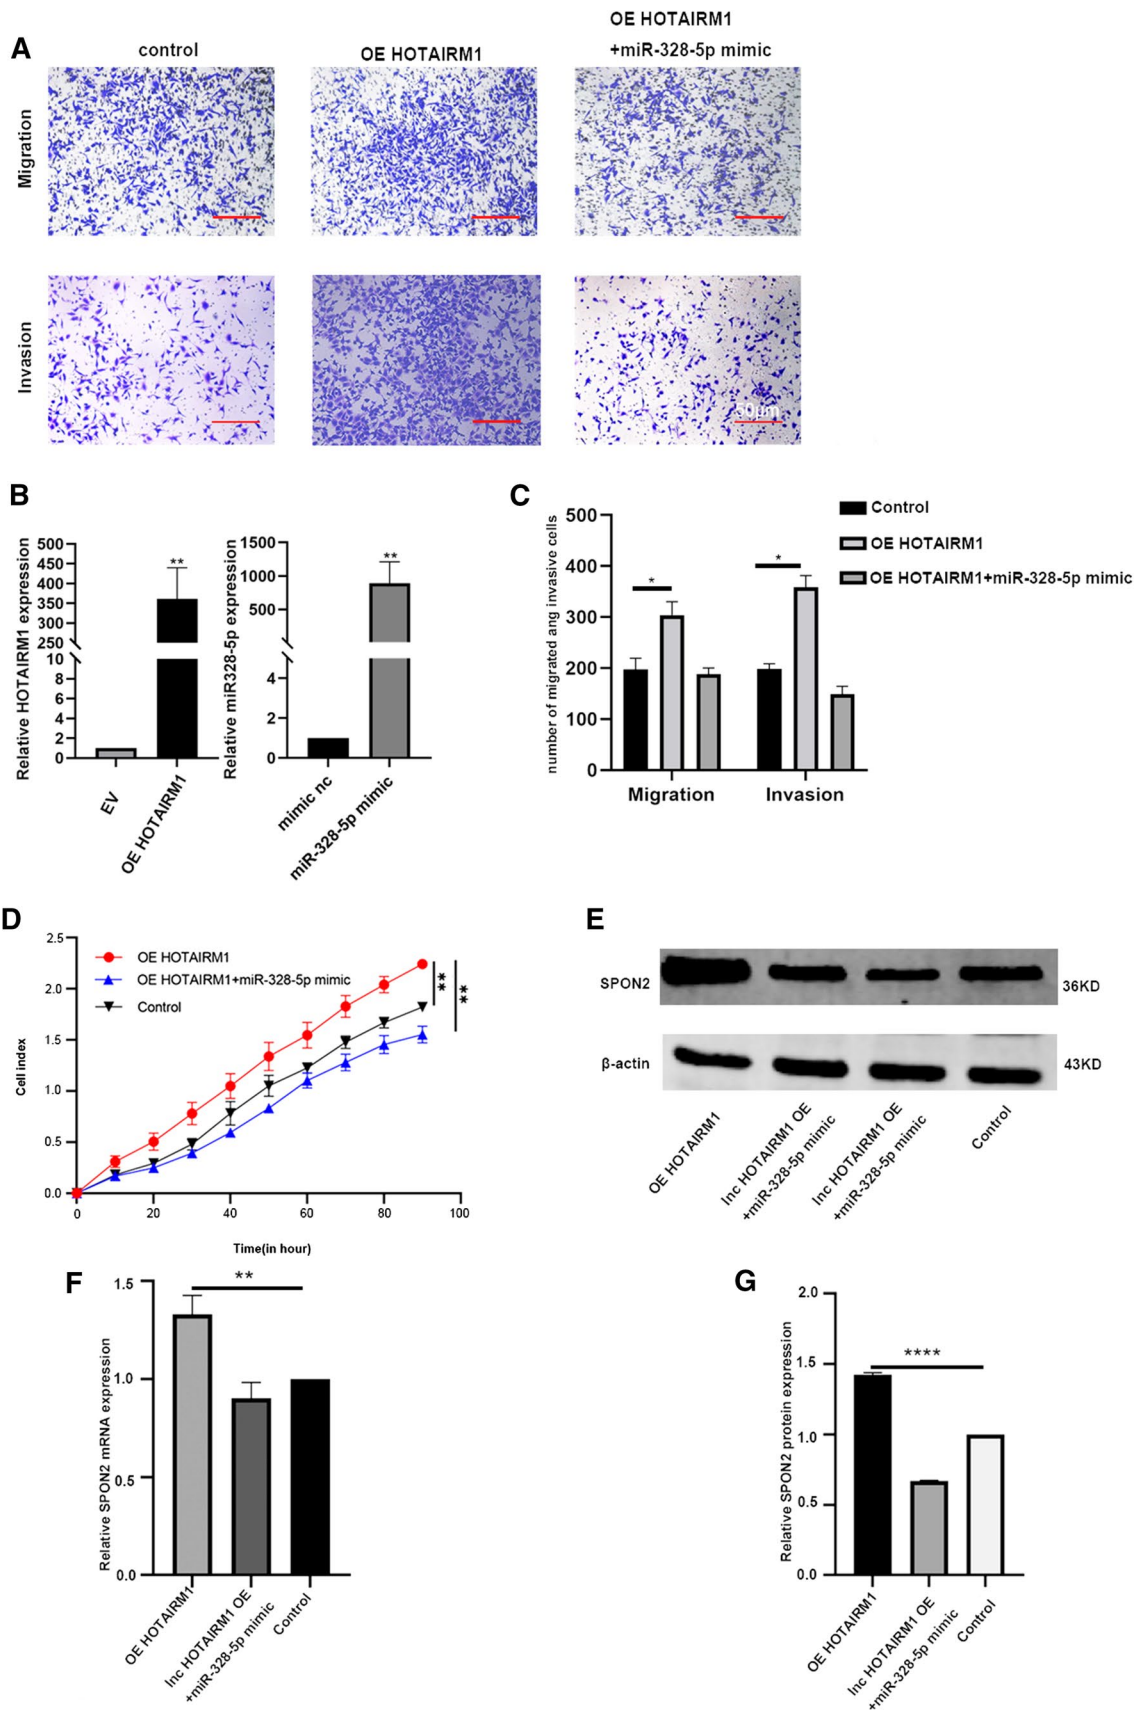 A
control
OE HOTAIRM1
OE HOTAIRM1
+miR-328-5p mimic
Migration
Invasion
50μm
B
Relative HOTAIRM1 expression
500
450
400
350
300
250
10
8
6
4
2
0
**
EV
OE HOTAIRM1
Relative miR328-5p expression
1500
1000
500
4
2
0
**
mimic nc
miR-328-5p mimic
C
number of migrated ang invasive cells
500
400
300
200
100
0
*
*
Migration
Invasion
Control
OE HOTAIRM1
OE HOTAIRM1+miR-328-5p mimic
D
Cell index
2.5
2.0
1.5
1.0
0.5
0.0
OE HOTAIRM1
OE HOTAIRM1+miR-328-5p mimic
Control
**
**
0
20
40
60
80
100
Time(in hour)
E
SPON2
36KD
β-actin
43KD
OE HOTAIRM1
lnc HOTAIRM1 OE
+miR-328-5p mimic
lnc HOTAIRM1 OE
+miR-328-5p mimic
Control
F
Relative SPON2 mRNA expression
1.5
1.0
0.5
0.0
**
OE HOTAIRM1
lnc HOTAIRM1 OE
+miR-328-5p mimic
Control
G
Relative SPON2 protein expression
2.0
1.5
1.0
0.5
0.0
****
OE HOTAIRM1
lnc HOTAIRM1 OE
+miR-328-5p mimic
Control